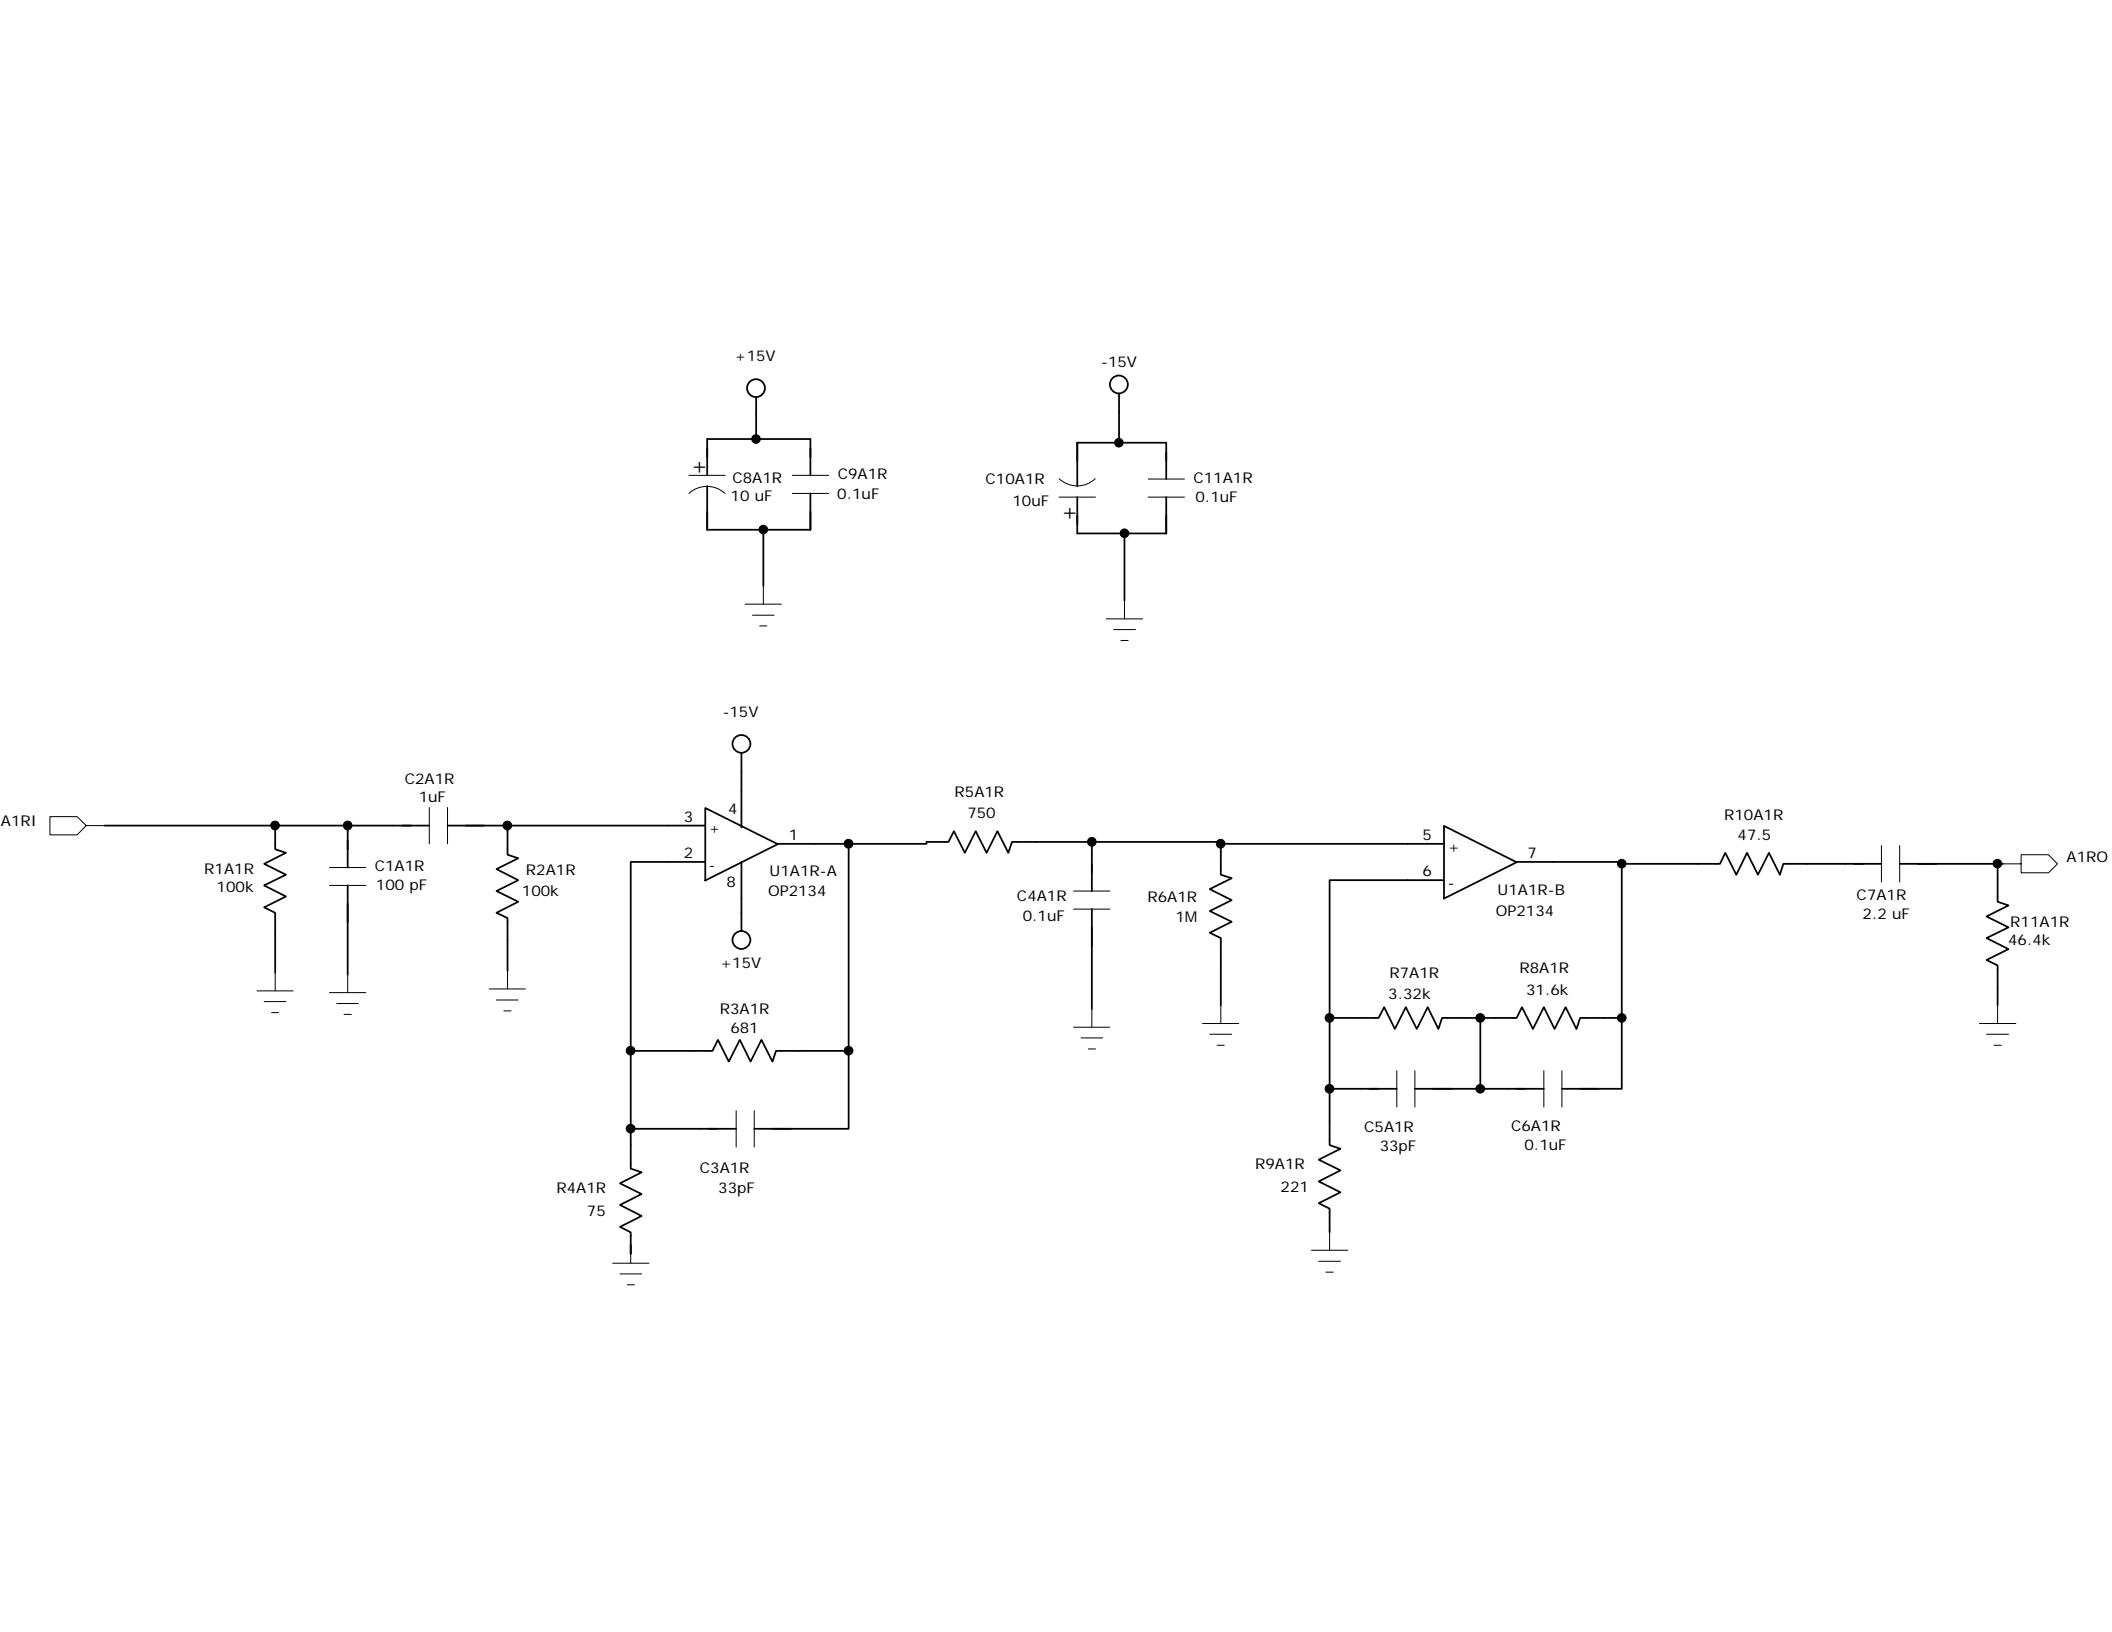 +15V
-15V
+
C8A1R
10 uF
C9A1R
0.1uF
C10A1R
10uF
+
C11A1R
0.1uF
-15V
A1RI
C2A1R
1uF
R1A1R
100k
C1A1R
100 pF
R2A1R
100k
3
2
4
8
1
+
-
U1A1R-A
OP2134
+15V
R3A1R
681
C3A1R
33pF
R4A1R
75
R5A1R
750
C4A1R
0.1uF
R6A1R
1M
5
6
7
+
-
U1A1R-B
OP2134
R7A1R
3.32k
R8A1R
31.6k
C5A1R
33pF
C6A1R
0.1uF
R9A1R
221
R10A1R
47.5
C7A1R
2.2 uF
A1RO
R11A1R
46.4k